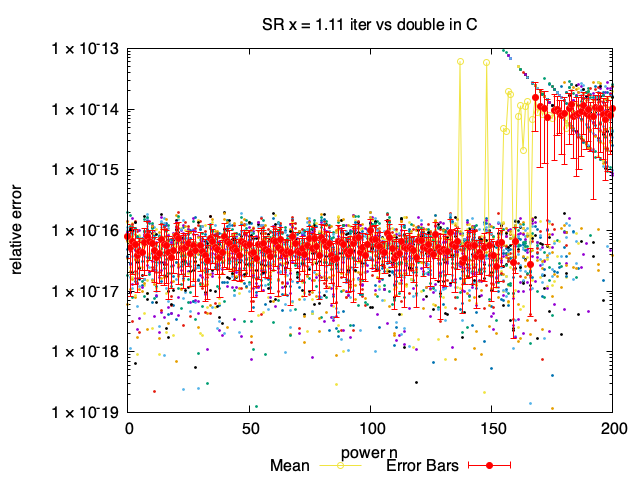 SR x = 1.11 iter vs double in C
1 × 10^-13
1 × 10^-14
1 × 10^-15
1 × 10^-16
1 × 10^-17
1 × 10^-18
1 × 10^-19
relative error
0 50 100 150 200
power n
Mean Error Bars